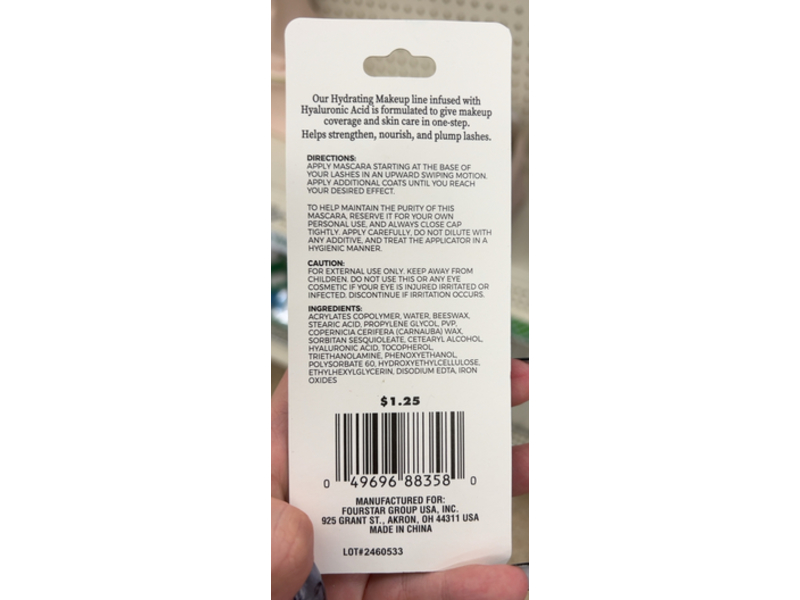 Our Hydrating Makeup line infused with
Hyaluronic Acid is formulated to give makeup
coverage and skin care in one-step.
Helps strengthen, nourish, and plump lashes.
DIRECTIONS:
APPLY MASCARA STARTING AT THE BASE OF
YOUR LASHES IN AN UPWARD SWIPING MOTION.
APPLY ADDITIONAL COATS UNTIL YOU REACH
YOUR DESIRED EFFECT.
TO HELP MAINTAIN THE PURITY OF THIS
MASCARA, RESERVE IT FOR YOUR OWN
PERSONAL USE, AND ALWAYS CLOSE CAP
TIGHTLY. APPLY CAREFULLY, DO NOT DILUTE WITH
ANY ADDITIVE, AND TREAT THE APPLICATOR IN A
HYGIENIC MANNER.
CAUTION:
FOR EXTERNAL USE ONLY. KEEP AWAY FROM
CHILDREN. DO NOT USE THIS OR ANY EYE
COSMETIC IF YOUR EYE IS INJURED IRRITATED OR
INFECTED. DISCONTINUE IF IRRITATION OCCURS.
INGREDIENTS:
ACRYLATES COPOLYMER, WATER, BEESWAX,
STEARIC ACID, PROPYLENE GLYCOL, PVP,
COPERNICIA CERIFERA (CARNAUBA) WAX,
SORBITAN SESQUIOLEATE, CETEARYL ALCOHOL,
HYALURONIC ACID, TOCOPHEROL,
TRIETHANOLAMINE, PHENOXYETHANOL,
POLYSORBATE 60, HYDROXYETHYLCELLULOSE,
ETHYLHEXYLGLYCERIN, DISODIUM EDTA, IRON
OXIDES
$1.25
0 49696 88358 0
MANUFACTURED FOR:
FOURSTAR GROUP USA, INC.
925 GRANT ST., AKRON, OH 44311 USA
MADE IN CHINA
LOT#2460533